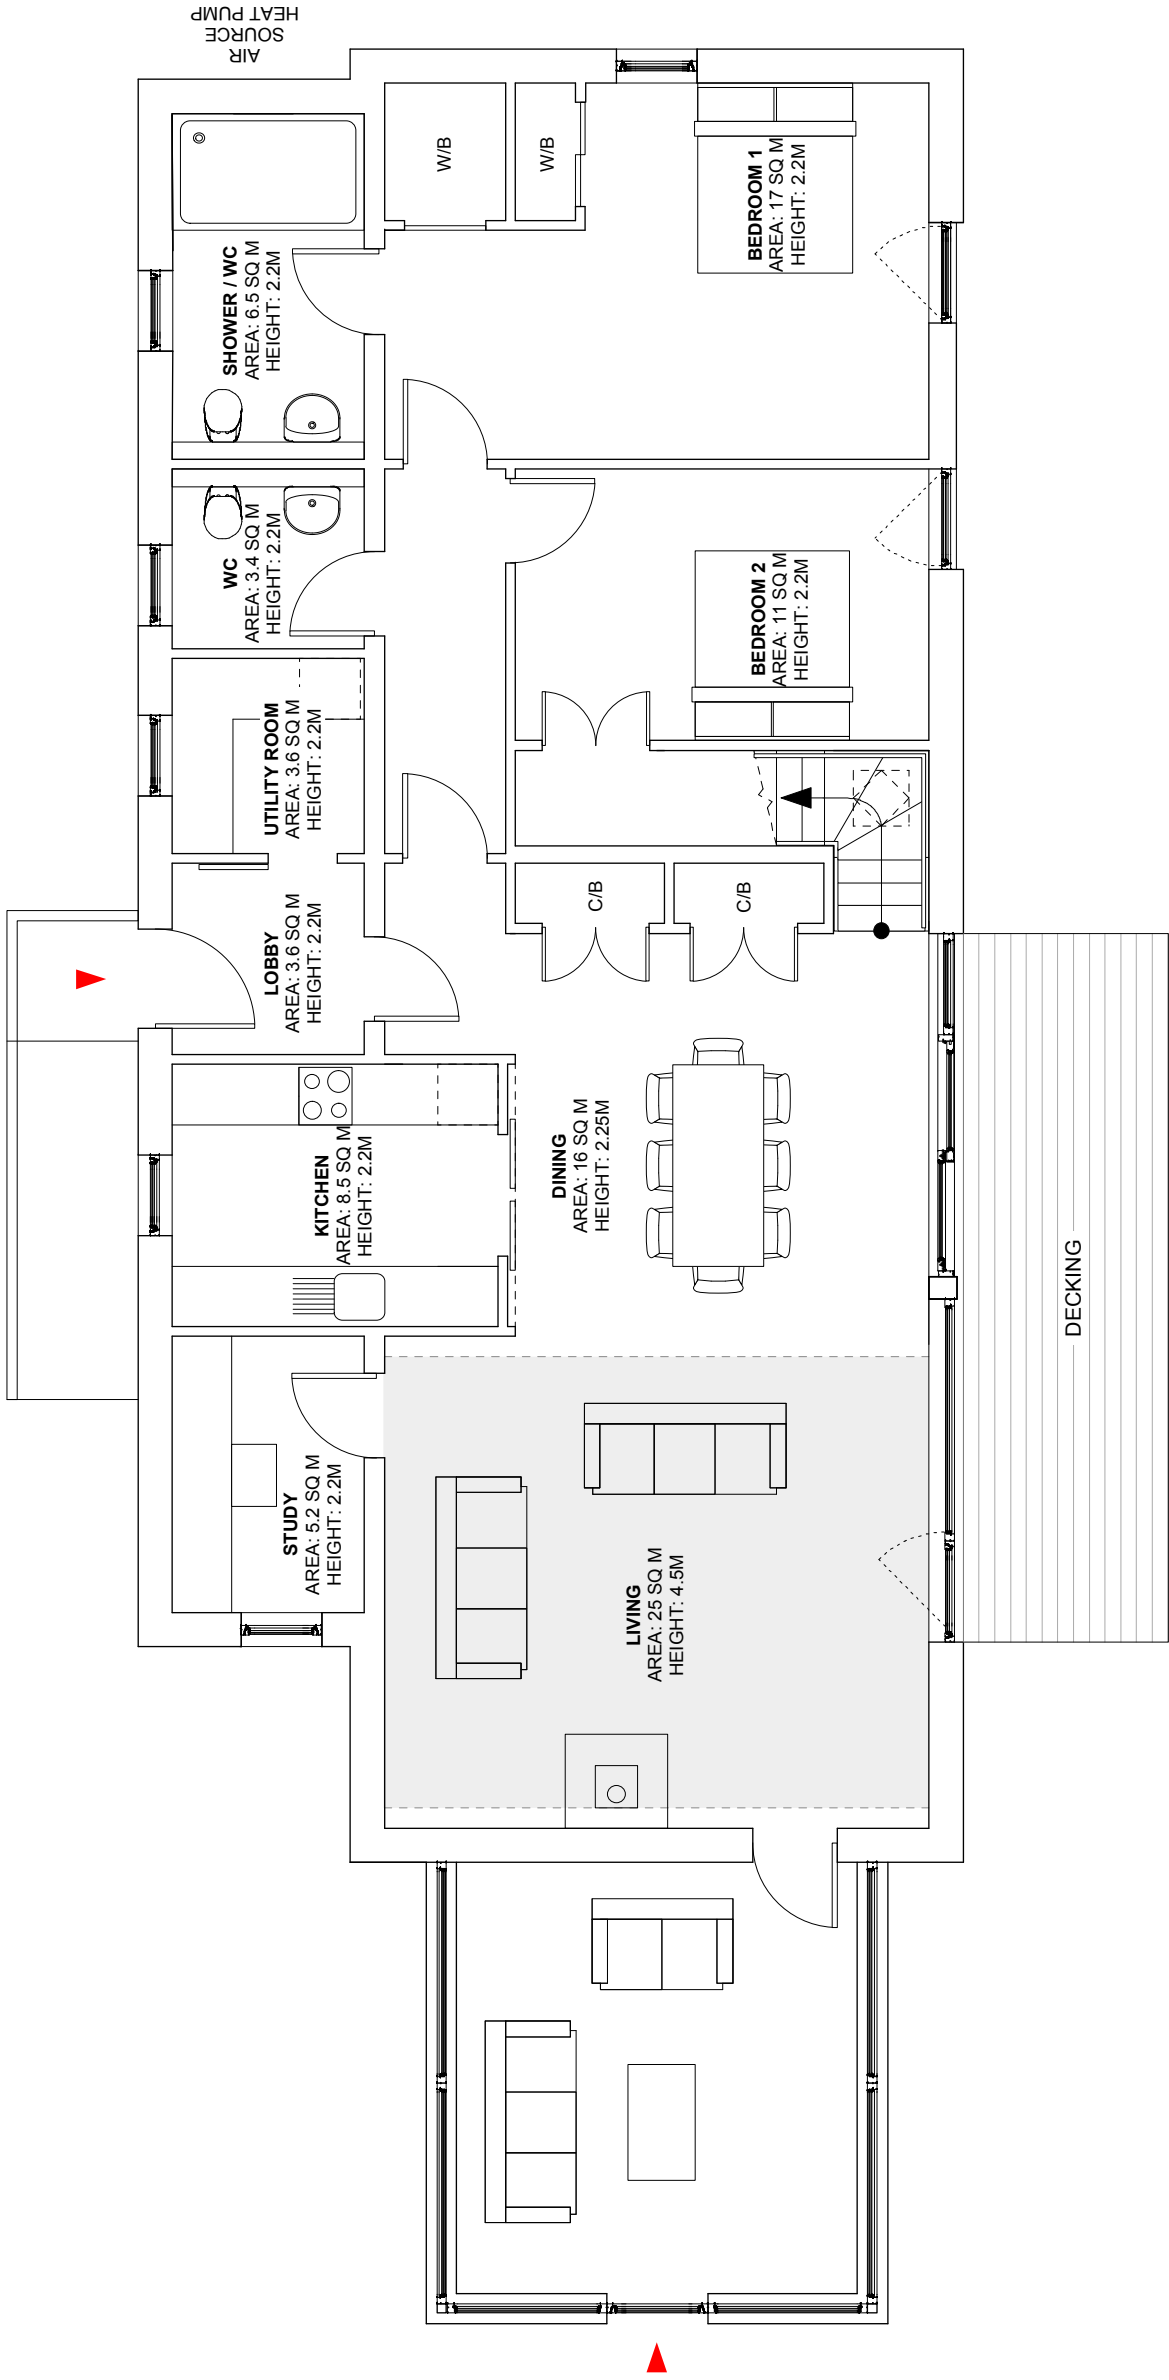 AIR
SOURCE
HEAT PUMP
W/B
W/B
SHOWER / WC
AREA: 6.5 SQ M
HEIGHT: 2.2M
BEDROOM 1
AREA: 17 SQ M
HEIGHT: 2.2M
WC
AREA: 3.4 SQ M
HEIGHT: 2.2M
BEDROOM 2
AREA: 11 SQ M
HEIGHT: 2.2M
UTILITY ROOM
AREA: 3.6 SQ M
HEIGHT: 2.2M
C/B
C/B
LOBBY
AREA: 3.6 SQ M
HEIGHT: 2.2M
KITCHEN
AREA: 8.5 SQ M
HEIGHT: 2.2M
DINING
AREA: 16 SQ M
HEIGHT: 2.25M
DECKING
STUDY
AREA: 5.2 SQ M
HEIGHT: 2.2M
LIVING
AREA: 25 SQ M
HEIGHT: 4.5M